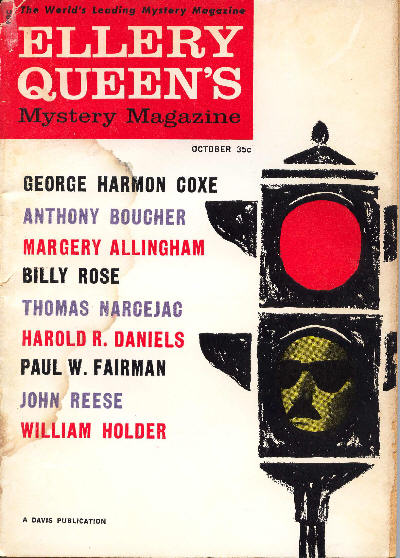 The World's Leading Mystery Magazine
ELLERY
QUEEN'S
Mystery Magazine
OCTOBER 35c
GEORGE HARMON COXE
ANTHONY BOUCHER
MARGERY ALLINGHAM
BILLY ROSE
THOMAS NARCEJAC
HAROLD R. DANIELS
PAUL W. FAIRMAN
JOHN REESE
WILLIAM HOLDER
A DAVIS PUBLICATION